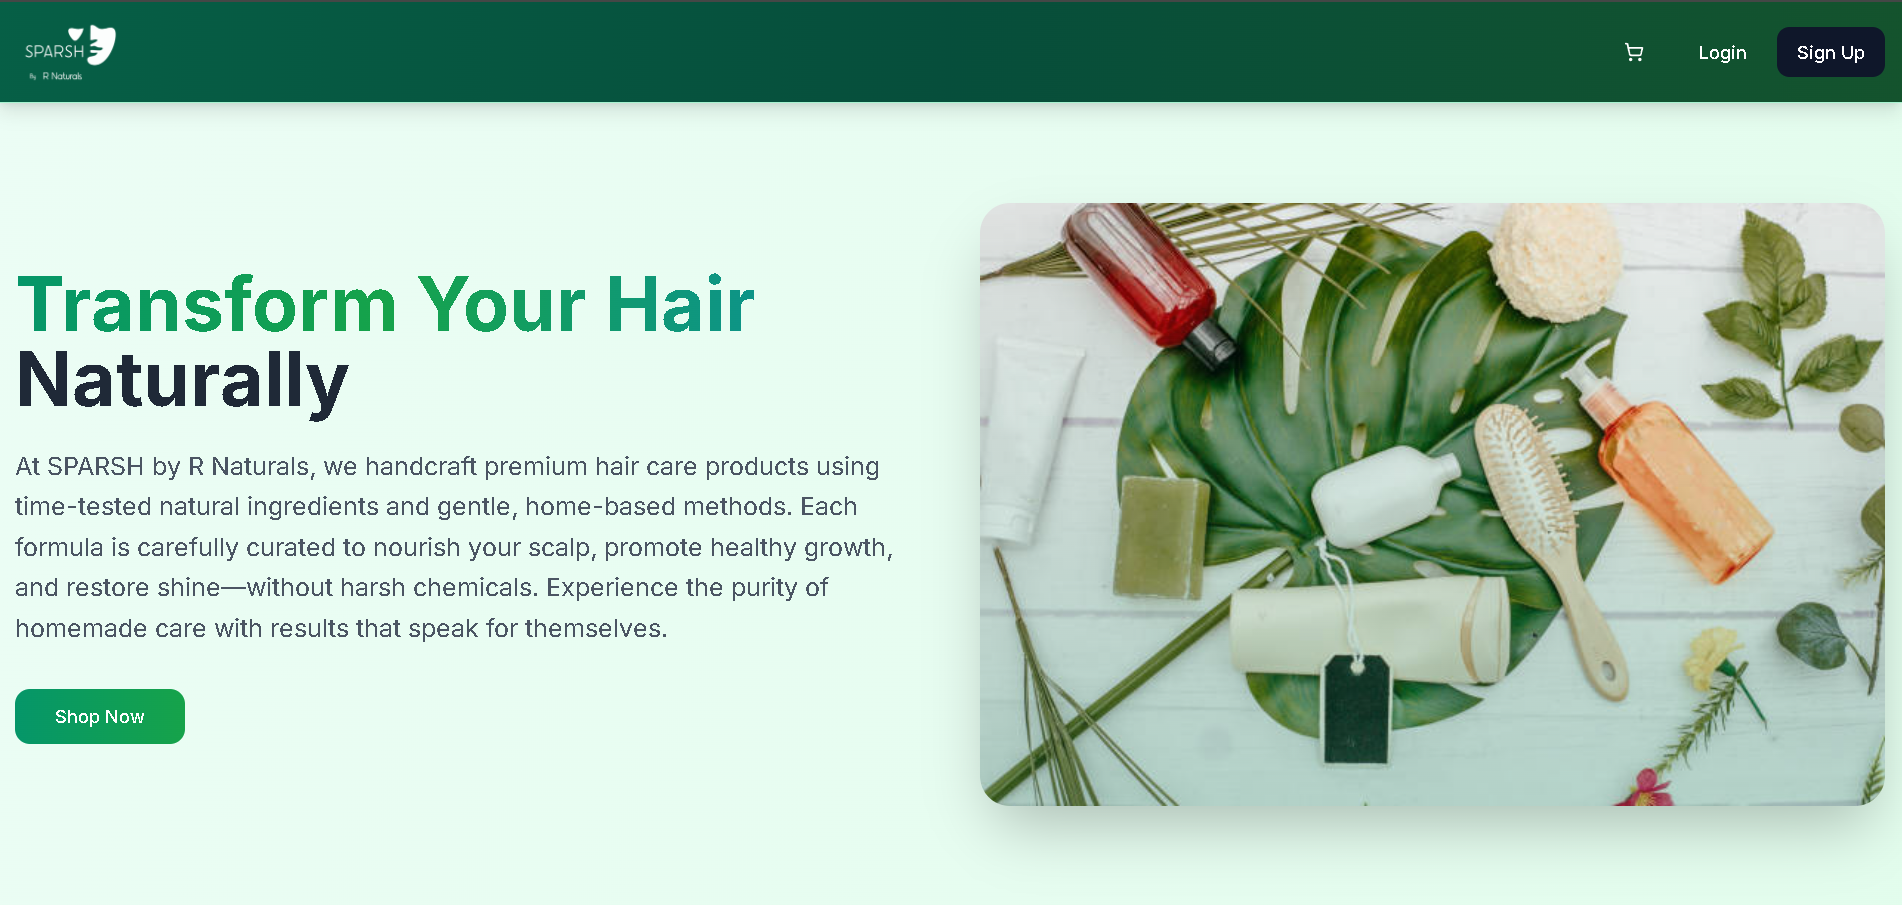 SPARSH
By R Naturals
Login
Sign Up
Transform Your Hair
Naturally
At SPARSH by R Naturals, we handcraft premium hair care products using
time-tested natural ingredients and gentle, home-based methods. Each
formula is carefully curated to nourish your scalp, promote healthy growth,
and restore shine—without harsh chemicals. Experience the purity of
homemade care with results that speak for themselves.
Shop Now